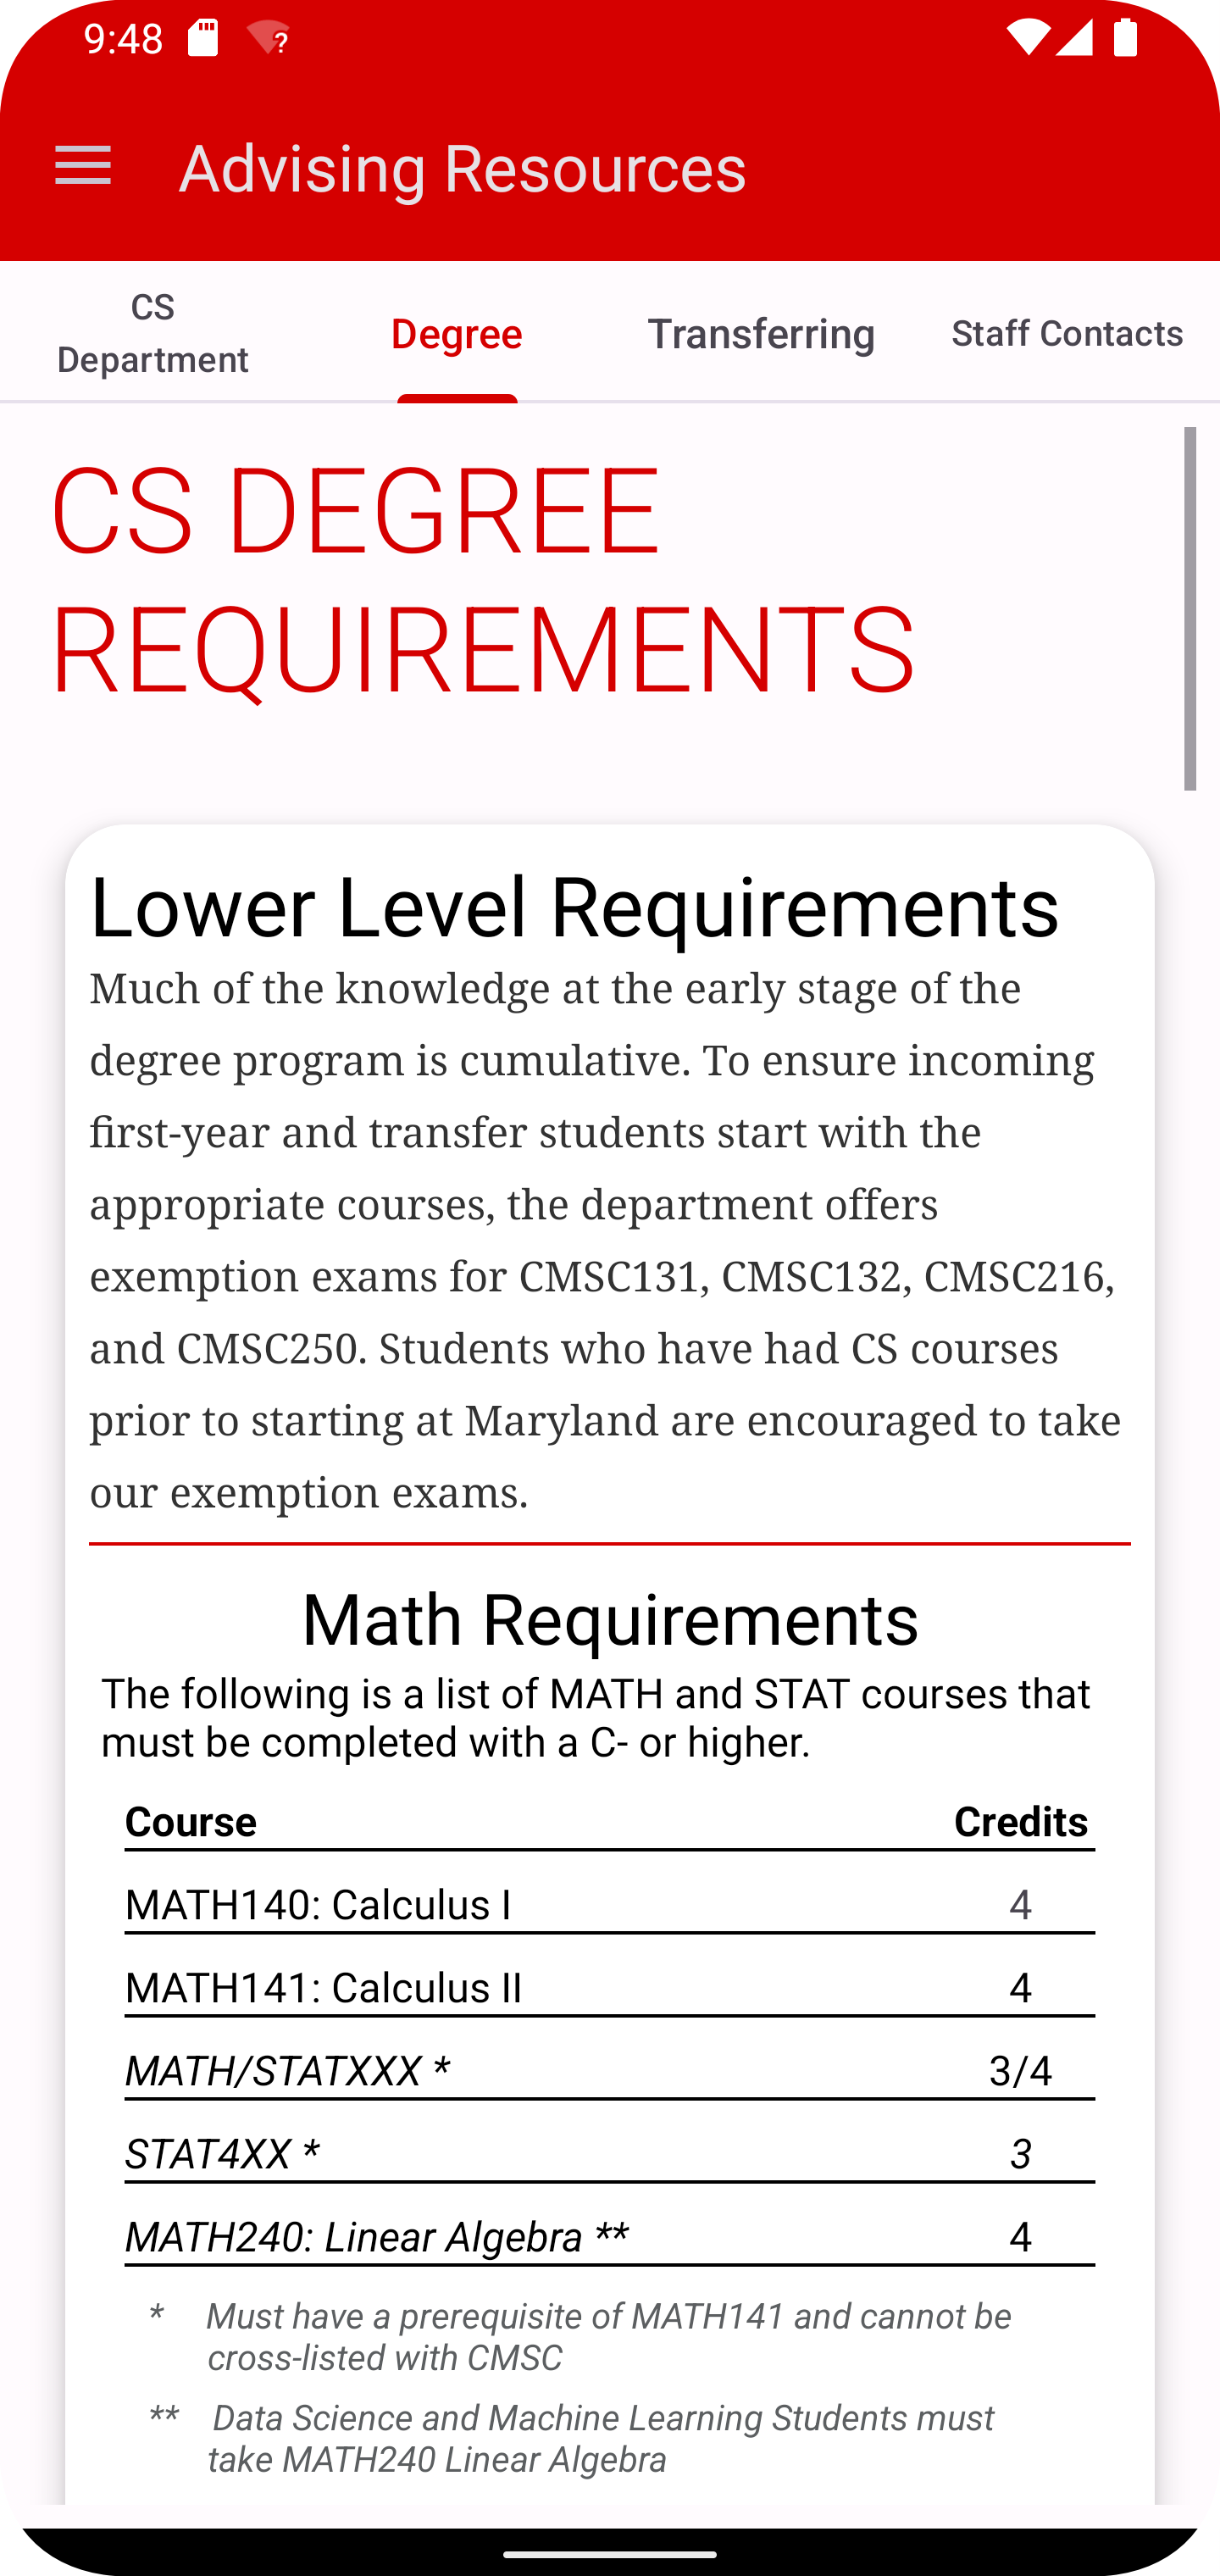 9:48
?
Advising Resources
CS
Department
Degree
Transferring
Staff Contacts
CS DEGREE
REQUIREMENTS
Lower Level Requirements
Much of the knowledge at the early stage of the
degree program is cumulative. To ensure incoming
first-year and transfer students start with the
appropriate courses, the department offers
exemption exams for CMSC131, CMSC132, CMSC216,
and CMSC250. Students who have had CS courses
prior to starting at Maryland are encouraged to take
our exemption exams.
Math Requirements
The following is a list of MATH and STAT courses that
must be completed with a C- or higher.
Course Credits
MATH140: Calculus I 4
MATH141: Calculus II 4
MATH/STATXXX * 3/4
STAT4XX * 3
MATH240: Linear Algebra ** 4
* Must have a prerequisite of MATH141 and cannot be
cross-listed with CMSC
** Data Science and Machine Learning Students must
take MATH240 Linear Algebra